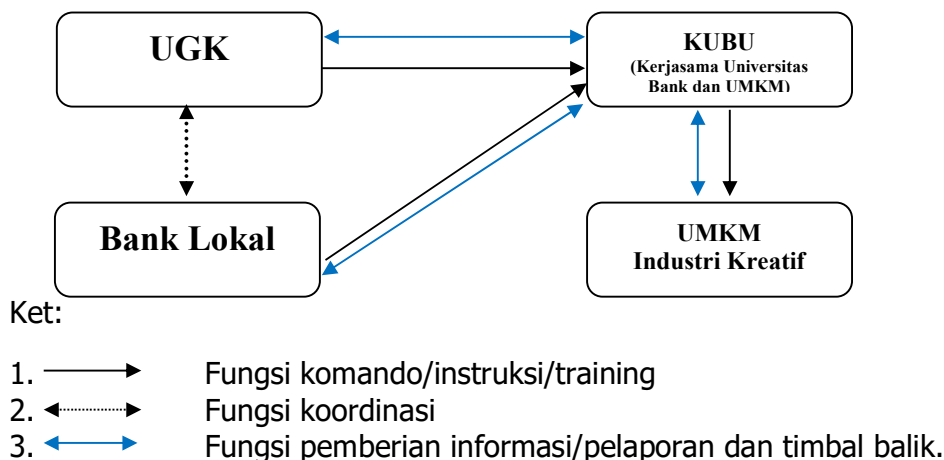 UGK
KUBU
(Kerjasama Universitas
Bank dan UMKM)
Bank Lokal
UMKM
Industri Kreatif
Ket:
1. Fungsi komando/instruksi/training
2. Fungsi koordinasi
3. Fungsi pemberian informasi/pelaporan dan timbal balik.